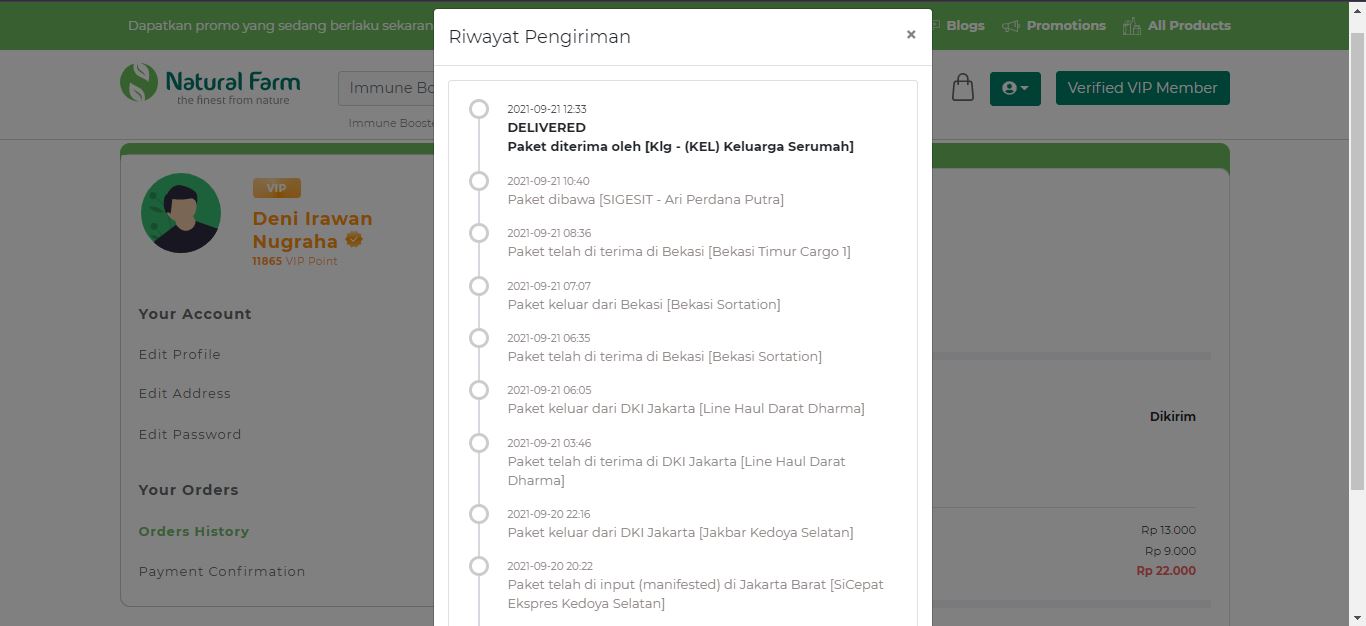 Dapatkan promo yang sedang berlaku sekaran
Blogs
Promotions
All Products
Natural Farm
the finest from nature
Immune Bo
Immune Booste
Verified VIP Member
VIP
Deni Irawan
Nugraha
11865 VIP Point
Your Account
Edit Profile
Edit Address
Edit Password
Your Orders
Orders History
Payment Confirmation
Riwayat Pengiriman
×
2021-09-21 12:33
DELIVERED
Paket diterima oleh [Klg - (KEL) Keluarga Serumah]
2021-09-21 10:40
Paket dibawa [SIGESIT - Ari Perdana Putra]
2021-09-21 08:36
Paket telah di terima di Bekasi [Bekasi Timur Cargo 1]
2021-09-21 07:07
Paket keluar dari Bekasi [Bekasi Sortation]
2021-09-21 06:35
Paket telah di terima di Bekasi [Bekasi Sortation]
2021-09-21 06:05
Paket keluar dari DKI Jakarta [Line Haul Darat Dharma]
2021-09-21 03:46
Paket telah di terima di DKI Jakarta [Line Haul Darat
Dharma]
2021-09-20 22:16
Paket keluar dari DKI Jakarta [Jakbar Kedoya Selatan]
2021-09-20 20:22
Paket telah di input (manifested) di Jakarta Barat [SiCepat
Ekspres Kedoya Selatan]
Dikirim
Rp 13.000
Rp 9.000
Rp 22.000